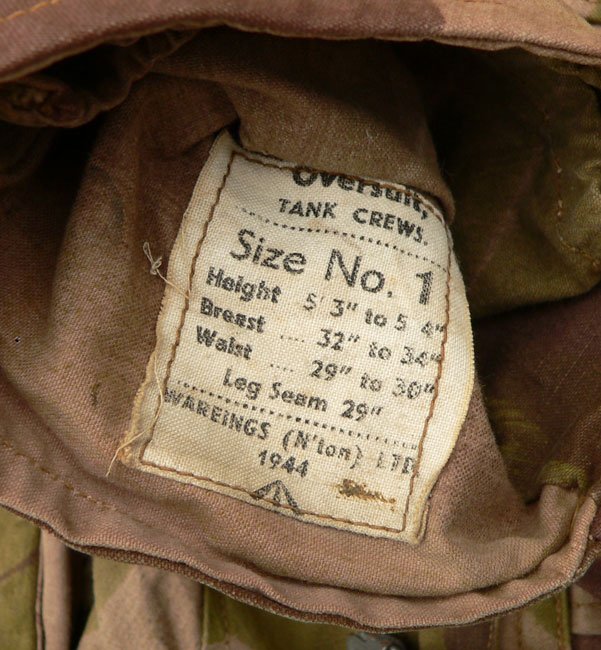 Oversuit,
TANK CREWS.
Size No. 1
Height 5' 3" to 5 4"
Breast .... 32" to 34"
Waist .... 29" to 30"
Leg Seam 29"
WAREINGS (N'ton) LTD
1944